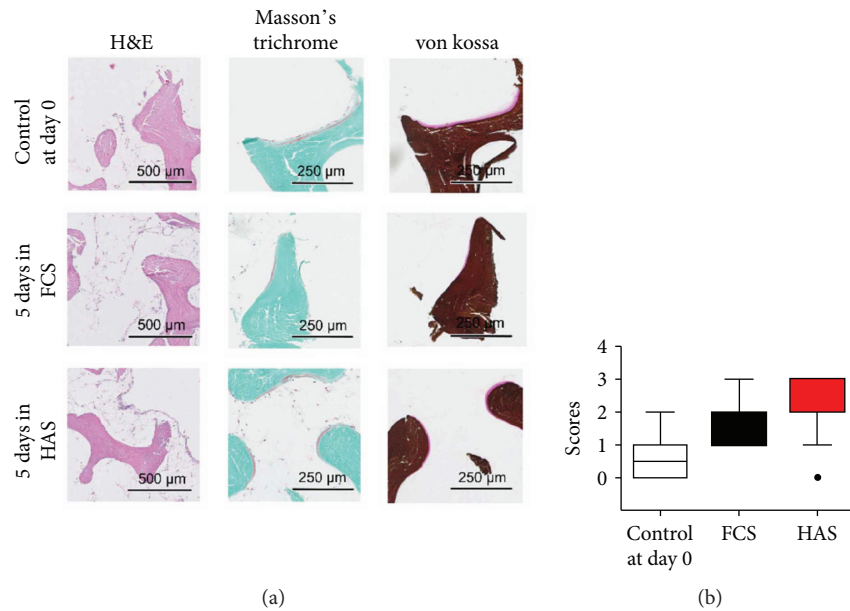 H&E
Masson's
trichrome
von kossa
Control
at day 0
500 µm
250 µm
250 µm
5 days in
FCS
500 µm
250 µm
250 µm
5 days in
HAS
500 µm
250 µm
250 µm
(a)
Scores
4
3
2
1
0
Control
at day 0
FCS
HAS
(b)